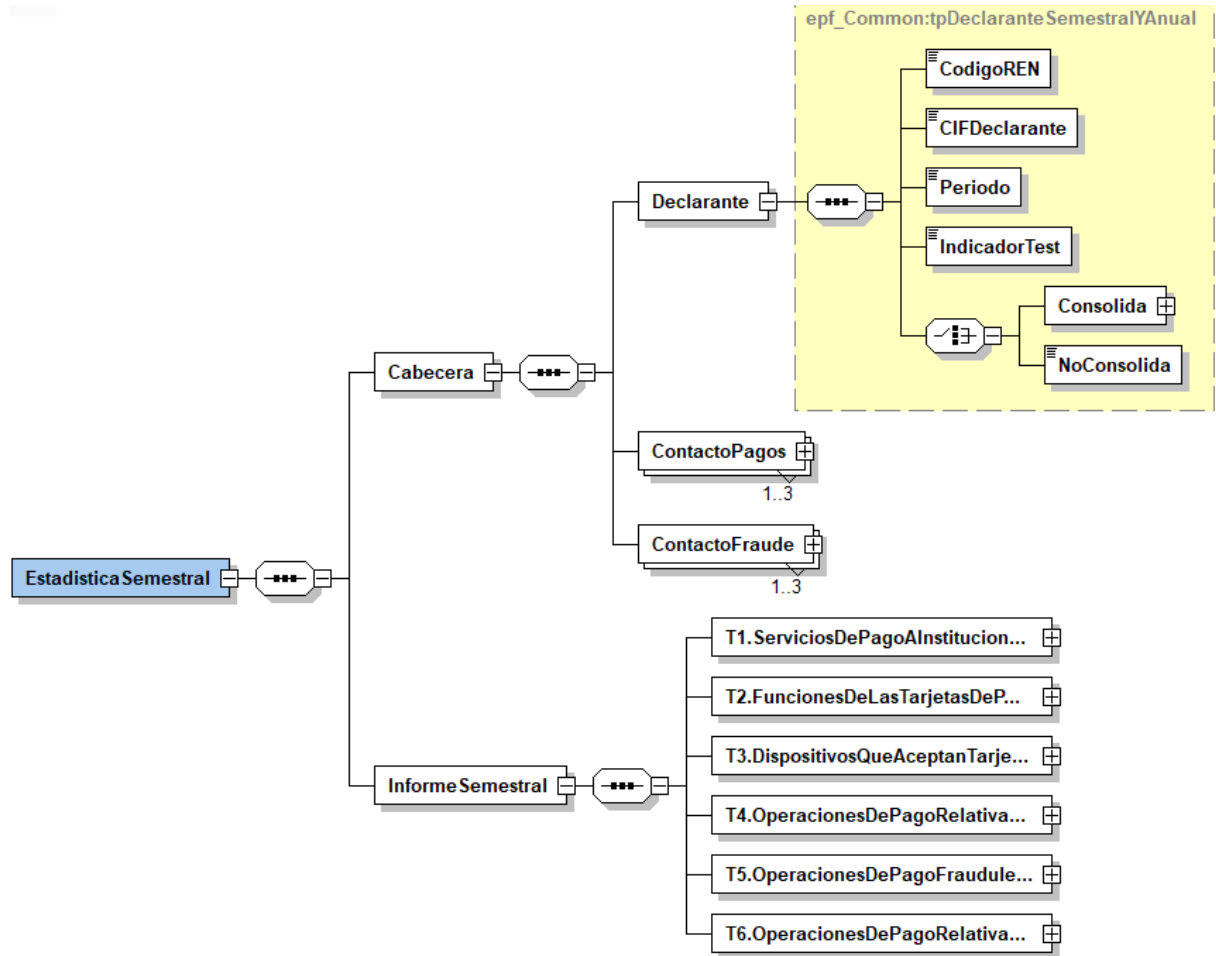 epf_Common:tpDeclaranteSemestralYAnual
CodigoREN
CIFDeclarante
Periodo
IndicadorTest
Declarante
Consolida
NoConsolida
Cabecera
ContactoPagos
1..3
ContactoFraude
1..3
EstadisticaSemestral
T1.ServiciosDePagoAInstitucion...
T2.FuncionesDeLasTarjetasDeP...
T3.DispositivosQueAceptanTarje...
InformeSemestral
T4.OperacionesDePagoRelativa...
T5.OperacionesDePagoFraudule...
T6.OperacionesDePagoRelativa...